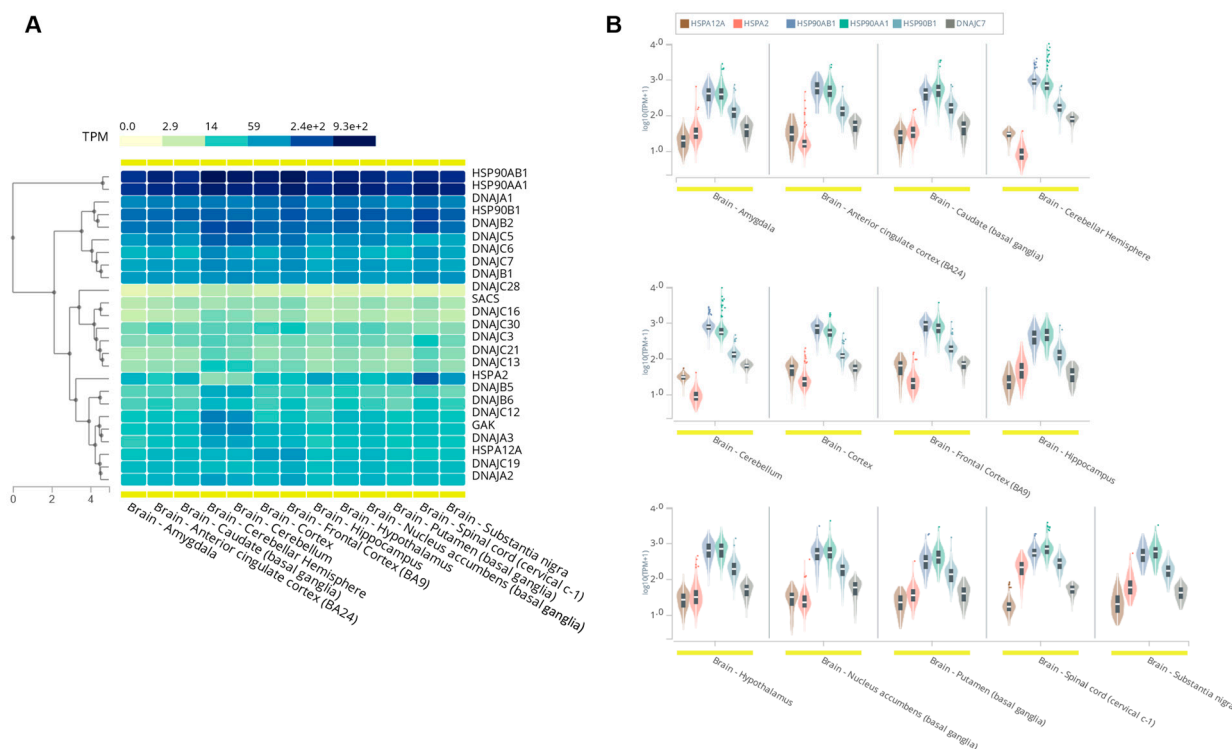 A
TPM
0.0 2.9 14 59 2.4e+2 9.3e+2
HSP90AB1
HSP90AA1
DNAJA1
HSP90B1
DNAJB2
DNAJC5
DNAJC6
DNAJC7
DNAJB1
DNAJC28
SACS
DNAJC16
DNAJC30
DNAJC3
DNAJC21
DNAJC13
HSPA2
DNAJB5
DNAJB6
DNAJC12
GAK
DNAJA3
HSPA12A
DNAJC19
DNAJA2
0 2 4
Brain - Amygdala
Brain - Anterior cingulate cortex (BA24)
Brain - Caudate (basal ganglia)
Brain - Cerebellar Hemisphere
Brain - Cerebellum
Brain - Cortex
Brain - Frontal Cortex (BA9)
Brain - Hippocampus
Brain - Hypothalamus
Brain - Nucleus accumbens (basal ganglia)
Brain - Putamen (basal ganglia)
Brain - Spinal cord (cervical c-1)
Brain - Substantia nigra
B
HSPA12A HSPA2 HSP90AB1 HSP90AA1 HSP90B1 DNAJC7
log10(TPM+1)
4.0
3.0
2.0
1.0
Brain - Amygdala
Brain - Anterior cingulate cortex (BA24)
Brain - Caudate (basal ganglia)
Brain - Cerebellar Hemisphere
log10(TPM+1)
4.0
3.0
2.0
1.0
Brain - Cerebellum
Brain - Cortex
Brain - Frontal Cortex (BA9)
Brain - Hippocampus
log10(TPM+1)
4.0
3.0
2.0
1.0
Brain - Hypothalamus
Brain - Nucleus accumbens (basal ganglia)
Brain - Putamen (basal ganglia)
Brain - Spinal cord (cervical c-1)
Brain - Substantia nigra